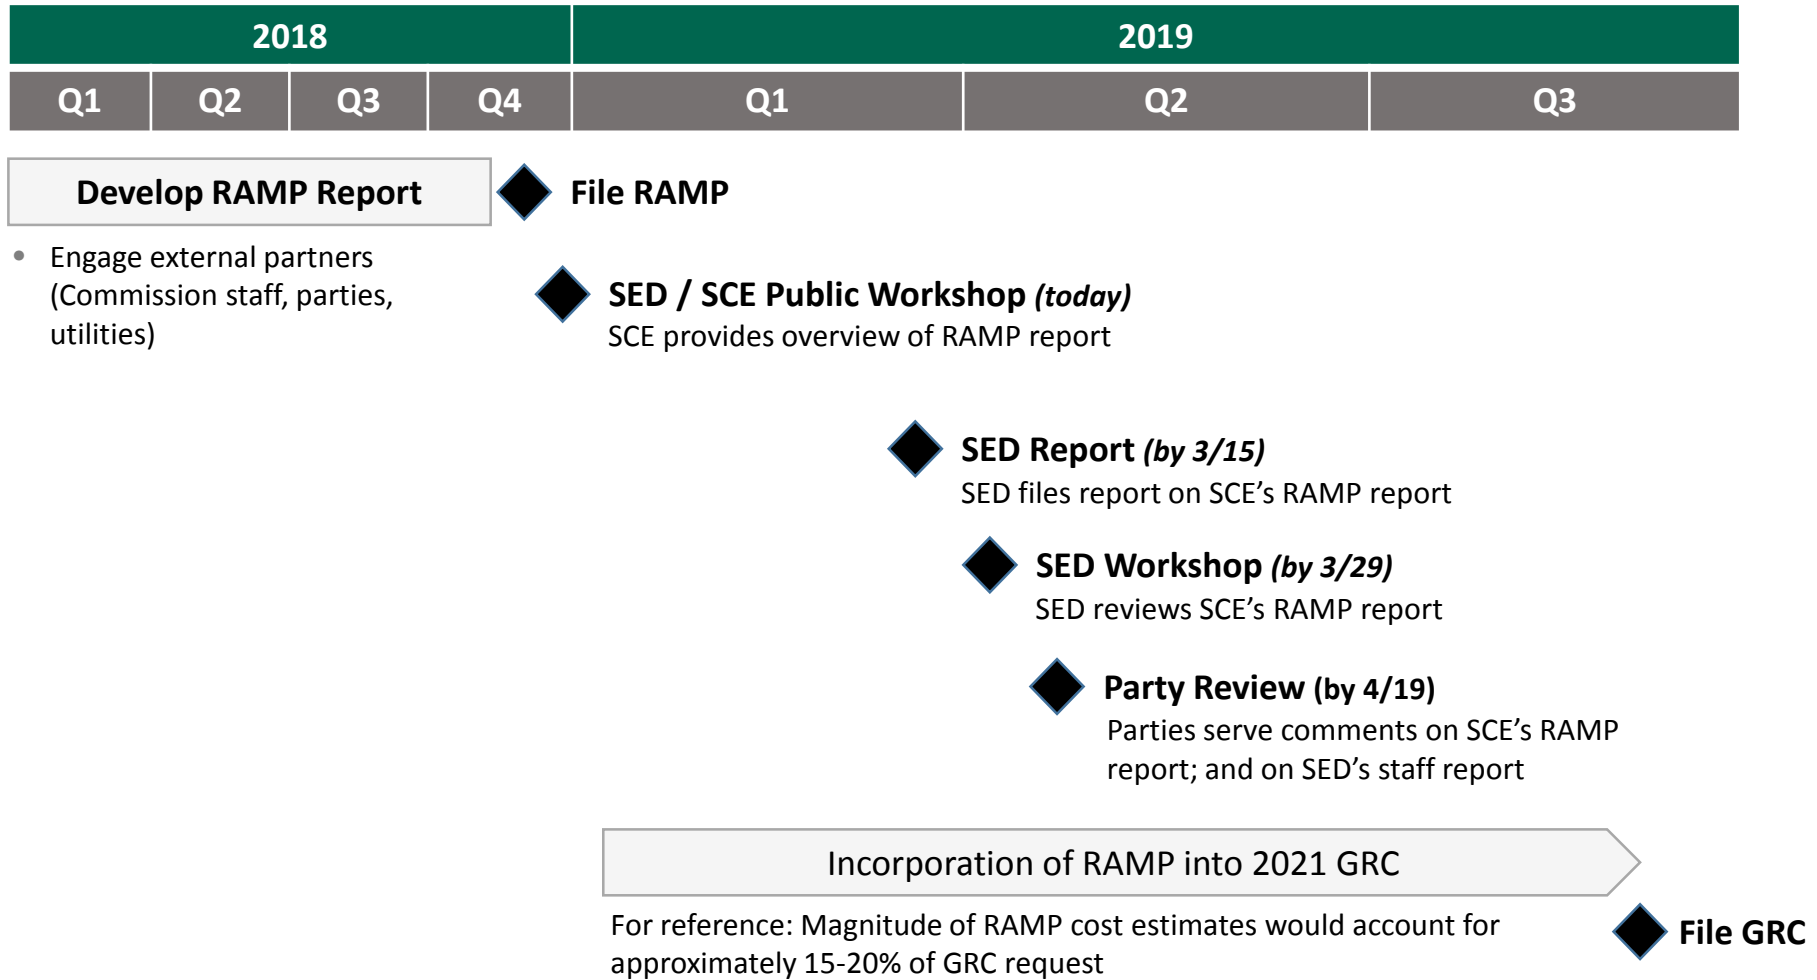 2018 2019
Q1 Q2 Q3 Q4 Q1 Q2 Q3
Develop RAMP Report
File RAMP
• Engage external partners
(Commission staff, parties,
utilities)
SED / SCE Public Workshop (today)
SCE provides overview of RAMP report
SED Report (by 3/15)
SED files report on SCE’s RAMP report
SED Workshop (by 3/29)
SED reviews SCE’s RAMP report
Party Review (by 4/19)
Parties serve comments on SCE’s RAMP
report; and on SED’s staff report
Incorporation of RAMP into 2021 GRC
For reference: Magnitude of RAMP cost estimates would account for
approximately 15-20% of GRC request
File GRC